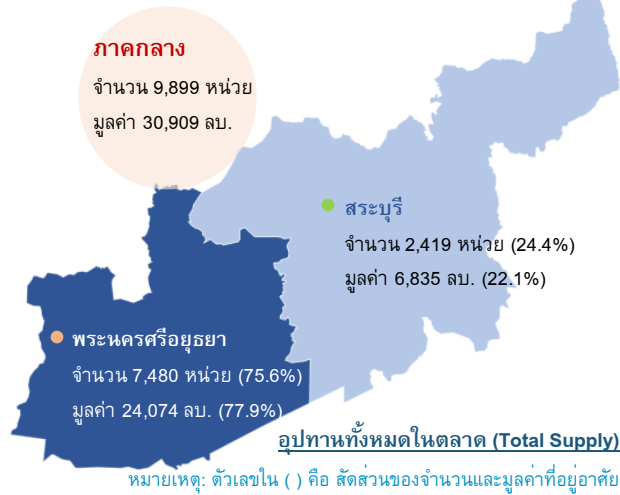 ภาคกลาง
จำนวน 9,899 หน่วย
มูลค่า 30,909 ลบ.
สระบุรี
จำนวน 2,419 หน่วย (24.4%)
มูลค่า 6,835 ลบ. (22.1%)
พระนครศรีอยุธยา
จำนวน 7,480 หน่วย (75.6%)
มูลค่า 24,074 ลบ. (77.9%)
อุปทานทั้งหมดในตลาด (Total Supply)
หมายเหตุ: ตัวเลขใน ( ) คือ สัดส่วนของจำนวนและมูลค่าที่อยู่อาศัย